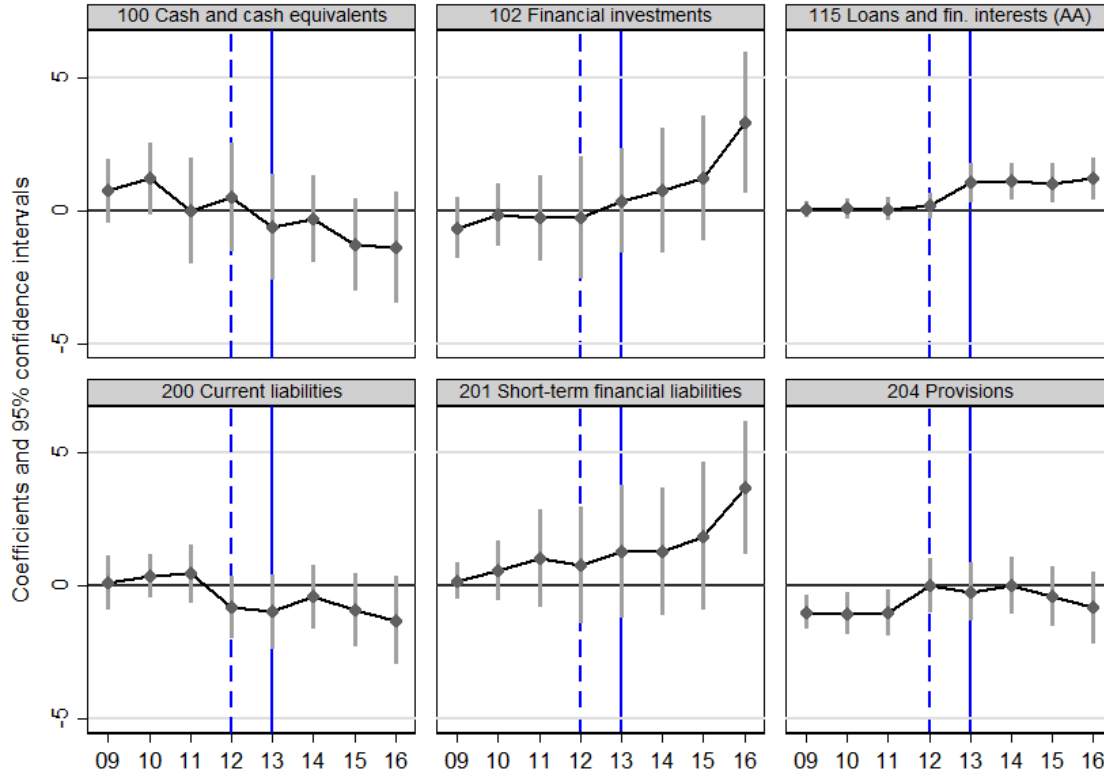 100 Cash and cash equivalents
102 Financial investments
115 Loans and fin. interests (AA)
5
0
-5
200 Current liabilities
201 Short-term financial liabilities
204 Provisions
5
0
-5
Coefficients and 95% confidence intervals
09 10 11 12 13 14 15 16
09 10 11 12 13 14 15 16
09 10 11 12 13 14 15 16